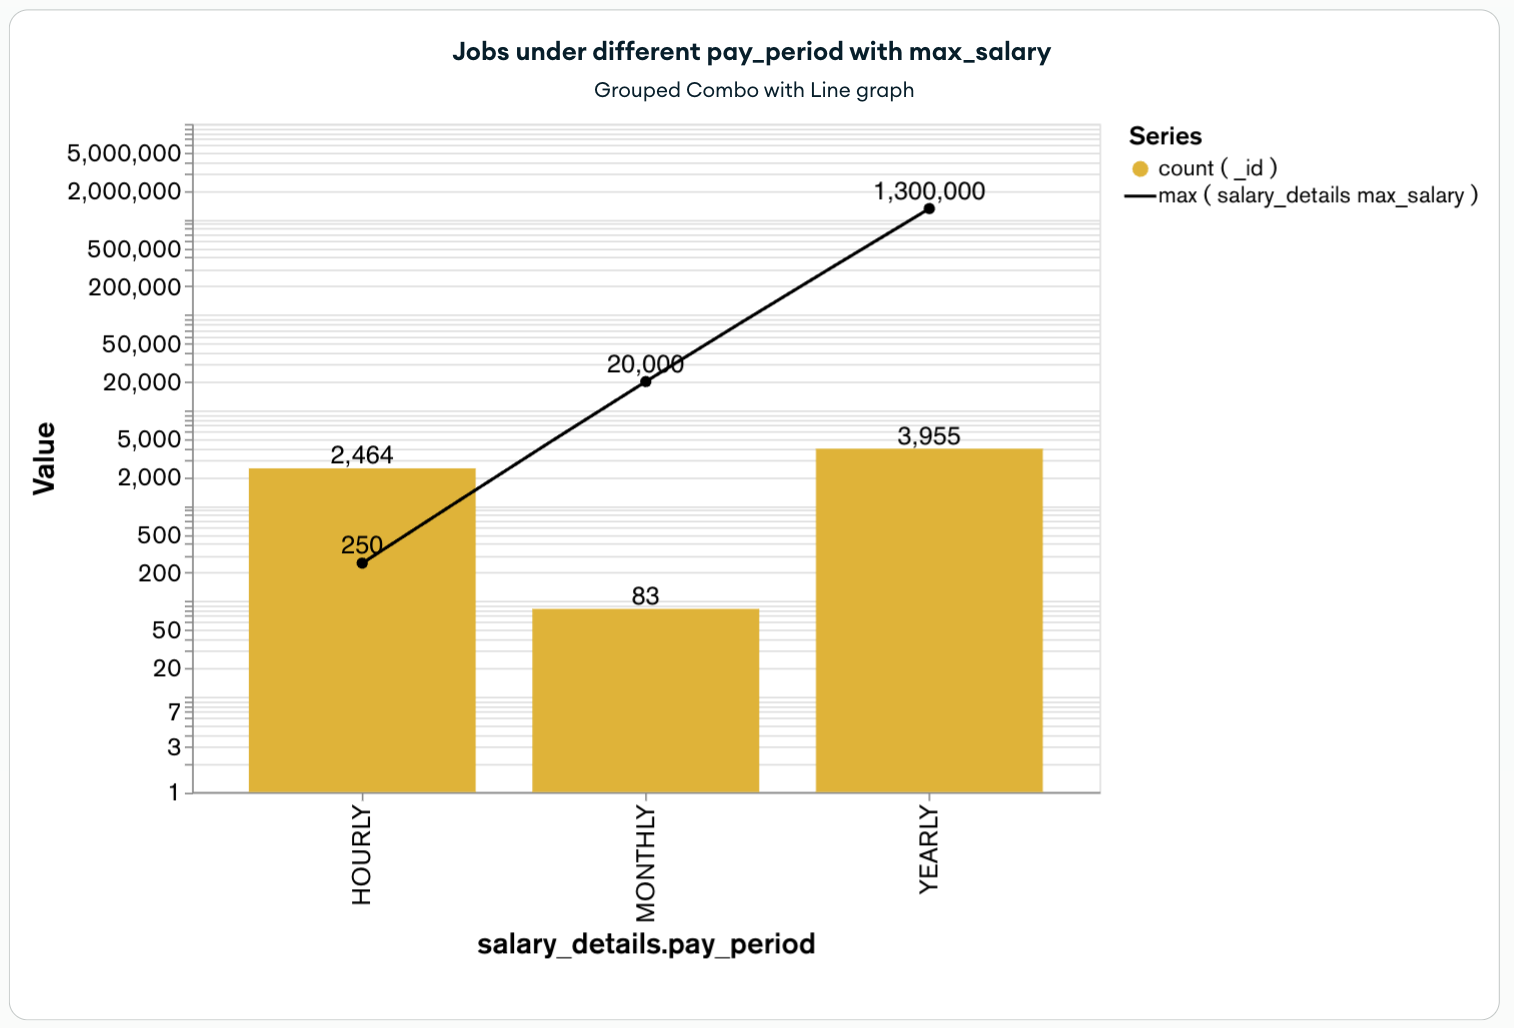 Jobs under different pay_period with max_salary
Grouped Combo with Line graph
Series
count ( _id )
max ( salary_details max_salary )
Value
5,000,000
2,000,000
500,000
200,000
50,000
20,000
5,000
2,000
500
200
50
20
7
3
1
1,300,000
20,000
3,955
2,464
250
83
HOURLY
MONTHLY
YEARLY
salary_details.pay_period